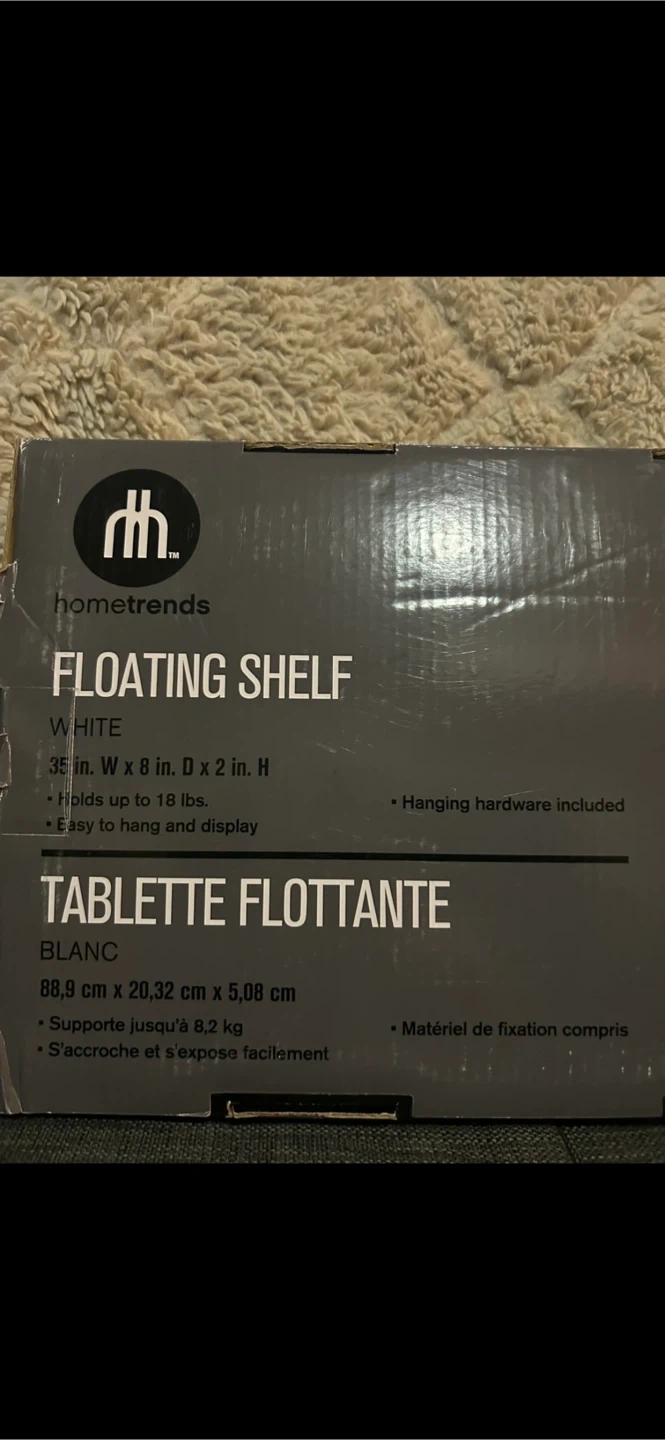 hometrends
FLOATING SHELF
WHITE
35 in. W x 8 in. D x 2 in. H
• Holds up to 18 lbs.
• Easy to hang and display
• Hanging hardware included
TABLETTE FLOTTANTE
BLANC
88,9 cm x 20,32 cm x 5,08 cm
• Supporte jusqu'à 8,2 kg
• S'accroche et s'expose facilement
• Matériel de fixation compris